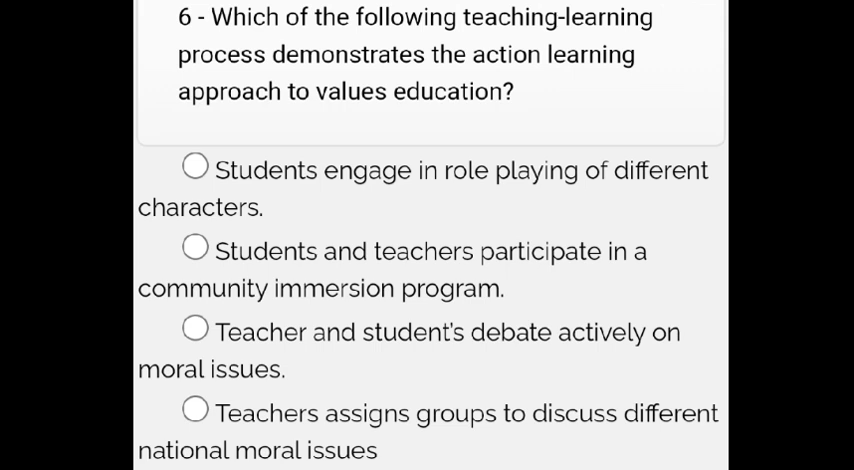 6 - Which of the following teaching-learning
process demonstrates the action learning
approach to values education?
Students engage in role playing of different
characters.
Students and teachers participate in a
community immersion program.
Teacher and student's debate actively on
moral issues.
Teachers assigns groups to discuss different
national moral issues